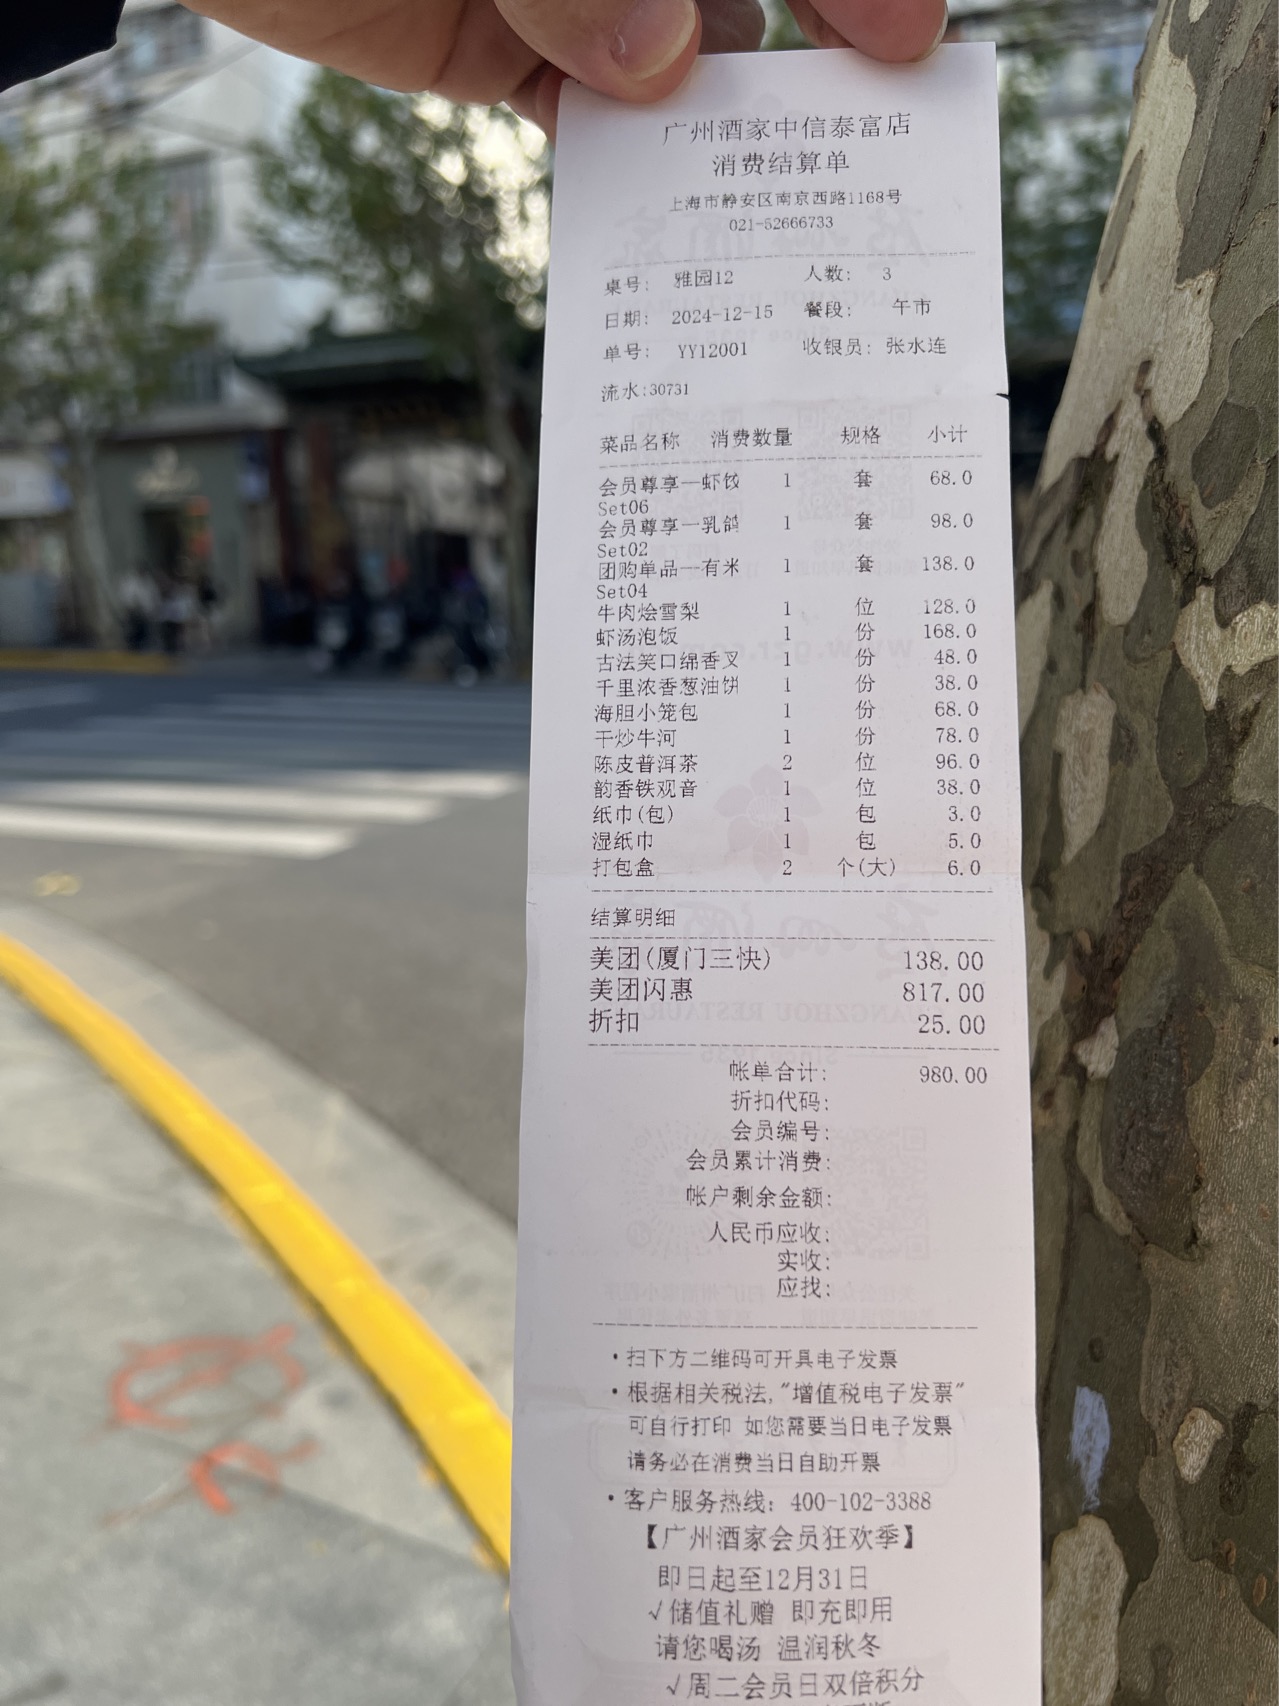 广州酒家中信泰富店
消费结算单
上海市静安区南京西路1168号
021-52666733
桌号: 雅园12 人数: 3
日期: 2024-12-15 餐段: 午市
单号: YY12001 收银员: 张水连
流水:30731
菜品名称 消费数量 规格 小计
会员尊享一虾饺 1 套 68.0
Set06
会员尊享一乳鸽 1 套 98.0
Set02
团购单品一有米 1 套 138.0
Set04
牛肉烩雪梨 1 位 128.0
虾汤泡饭 1 份 168.0
古法笑口绵香叉 1 份 48.0
千里浓香葱油饼 1 份 38.0
海胆小笼包 1 份 68.0
干炒牛河 1 份 78.0
陈皮普洱茶 2 位 96.0
韵香铁观音 1 位 38.0
纸巾(包) 1 包 3.0
湿纸巾 1 包 5.0
打包盒 2 个(大) 6.0
结算明细
美团(厦门三快) 138.00
美团闪惠 817.00
折扣 25.00
帐单合计: 980.00
折扣代码:
会员编号:
会员累计消费:
帐户剩余金额:
人民币应收:
实收:
应找:
·扫下方二维码可开具电子发票
·根据相关税法,"增值税电子发票"
可自行打印 如您需要当日电子发票
请务必在消费当日自助开票
·客户服务热线: 400-102-3388
【广州酒家会员狂欢季】
即日起至12月31日
√储值礼赠 即充即用
请您喝汤 温润秋冬
√周二会员日双倍积分